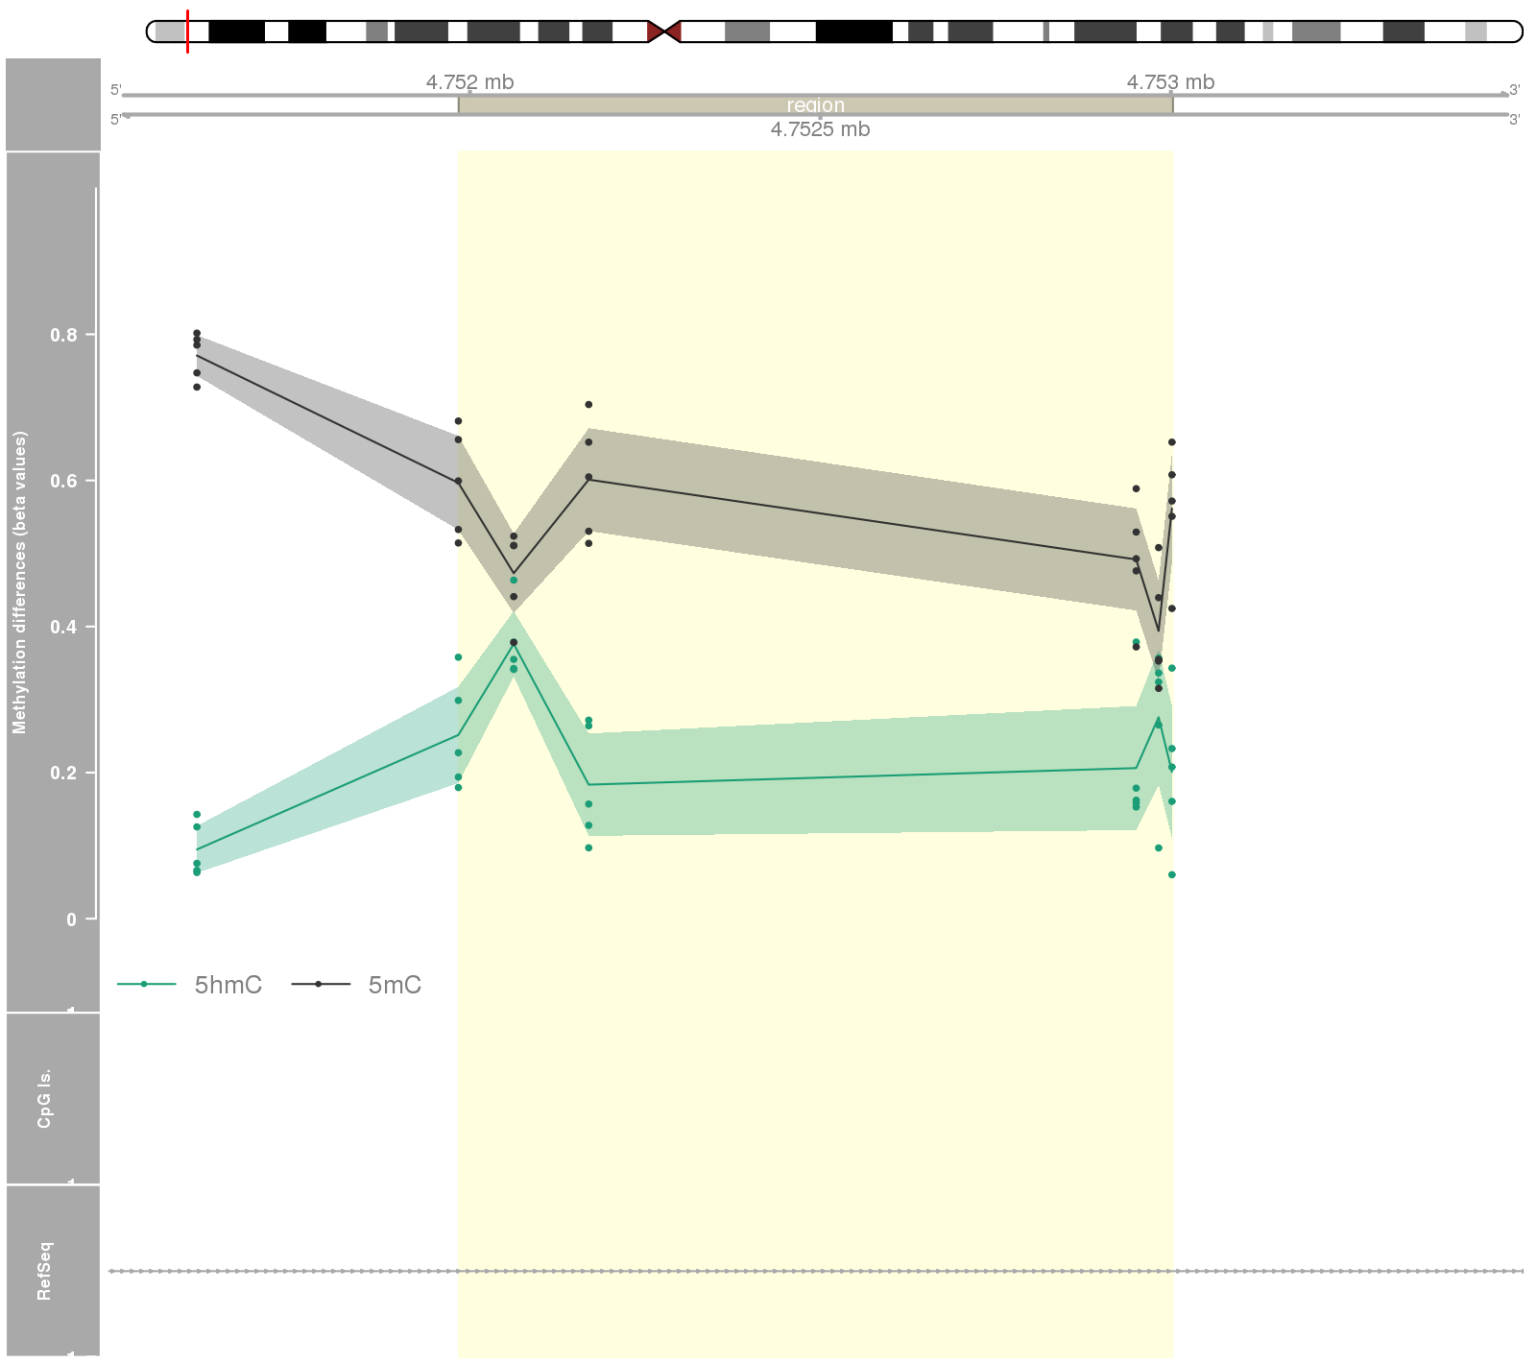 4.752 mb
4.753 mb
5'
3'
region
5'
3'
4.7525 mb
Methylation differences (beta values)
0.8
0.6
0.4
0.2
0
5hmC
5mC
CpG Is.
RefSeq